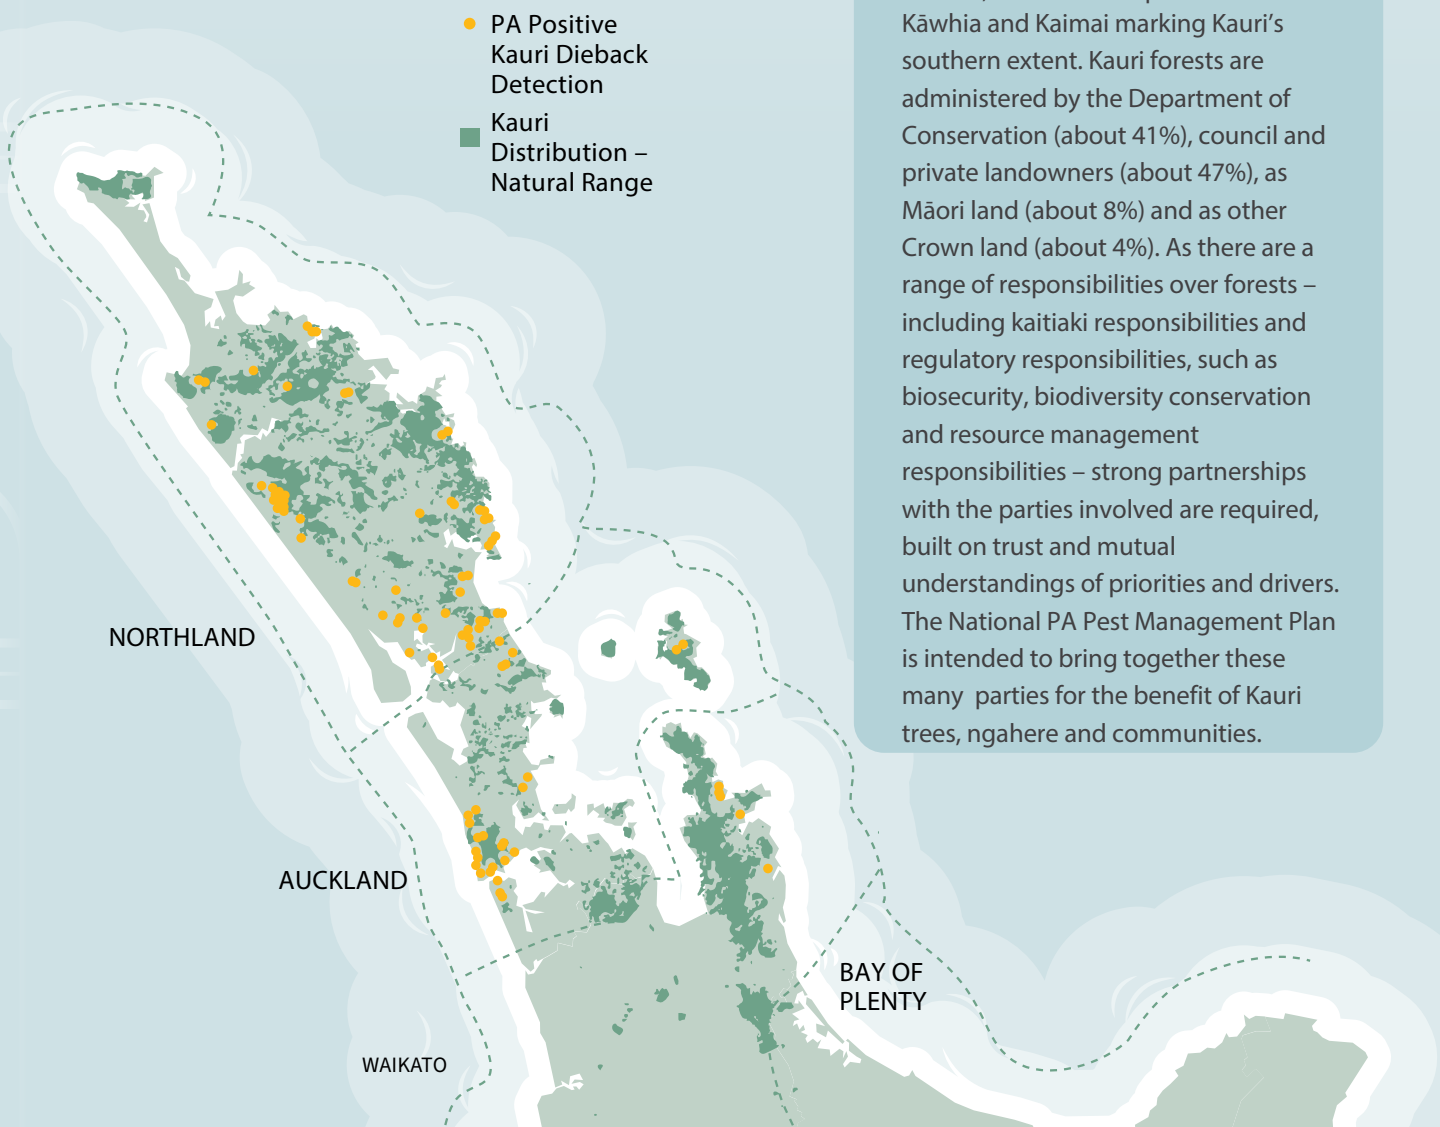 PA Positive
Kauri Dieback
Detection
Kauri
Distribution –
Natural Range
NORTHLAND
AUCKLAND
WAIKATO
BAY OF
PLENTY
Kāwhia and Kaimai marking Kauri’s
southern extent. Kauri forests are
administered by the Department of
Conservation (about 41%), council and
private landowners (about 47%), as
Māori land (about 8%) and as other
Crown land (about 4%). As there are a
range of responsibilities over forests –
including kaitiaki responsibilities and
regulatory responsibilities, such as
biosecurity, biodiversity conservation
and resource management
responsibilities – strong partnerships
with the parties involved are required,
built on trust and mutual
understandings of priorities and drivers.
The National PA Pest Management Plan
is intended to bring together these
many  parties for the benefit of Kauri
trees, ngahere and communities.